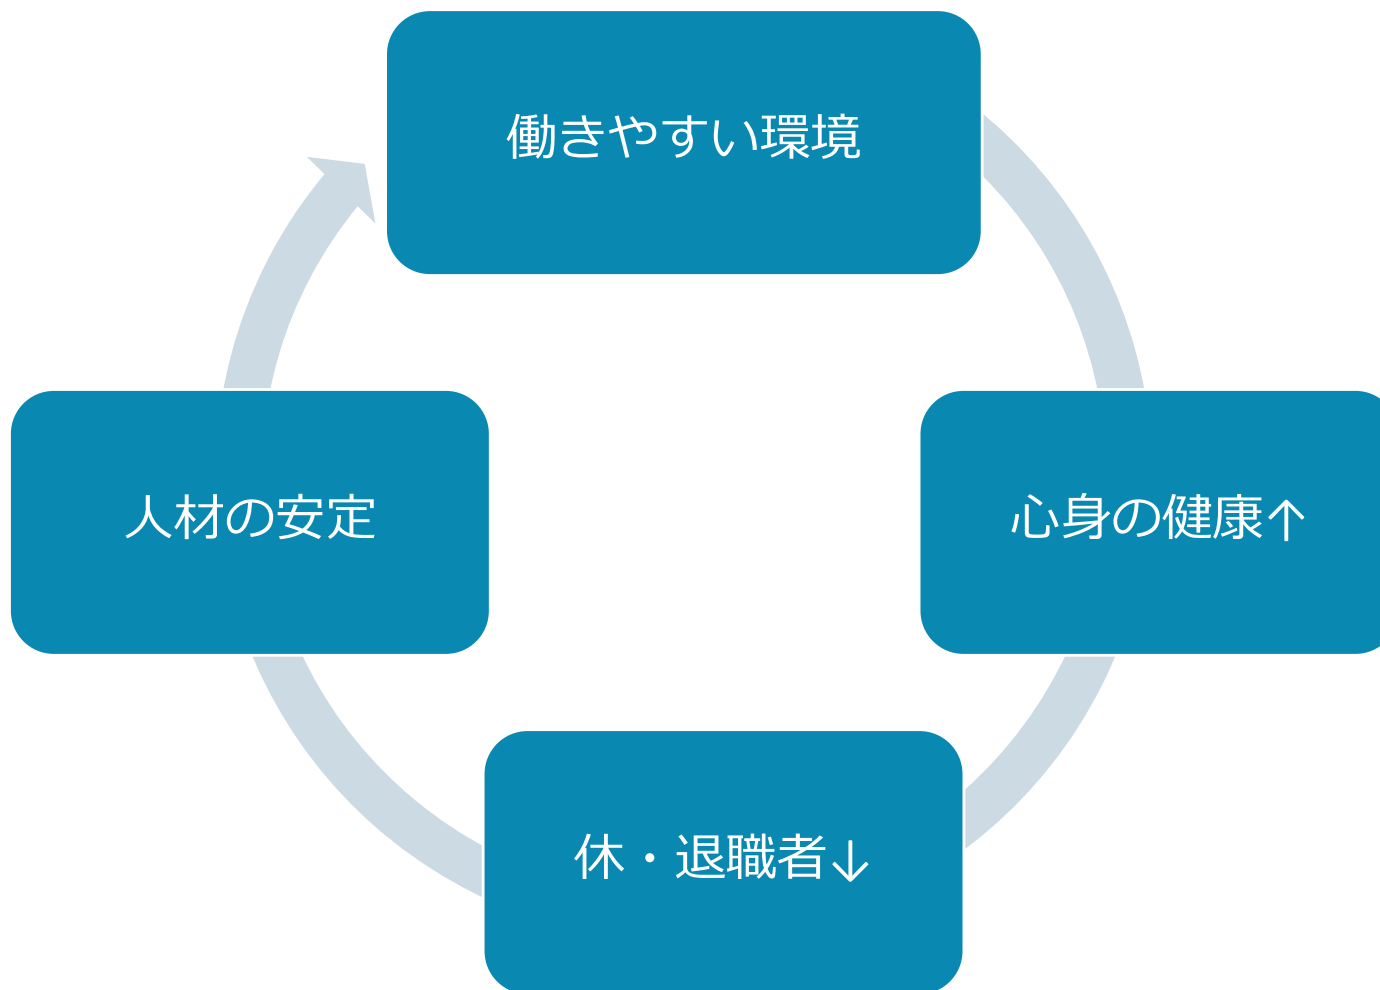 働きやすい環境
心身の健康↑
休・退職者↓
人材の安定